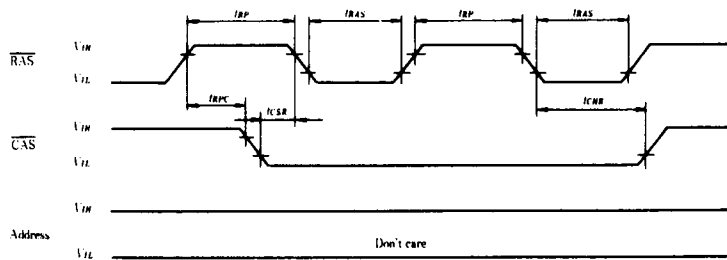 tRP tRAS tRP tRAS
RAS VIH
VIL
tRPC tCSR tCHR
CAS VIH
VIL
VIH
Address
VIL Don't care